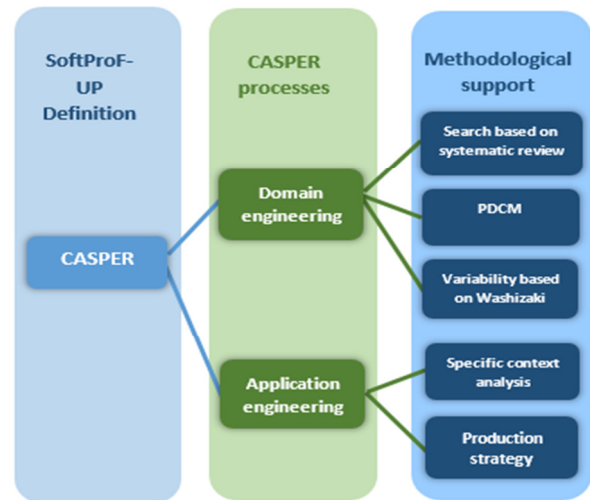 SoftProF-
UP
Definition
CASPER
CASPER
processes
Domain
engineering
Application
engineering
Methodological
support
Search based on
systematic review
PDCM
Variability based
on Washizaki
Specific context
analysis
Production
strategy